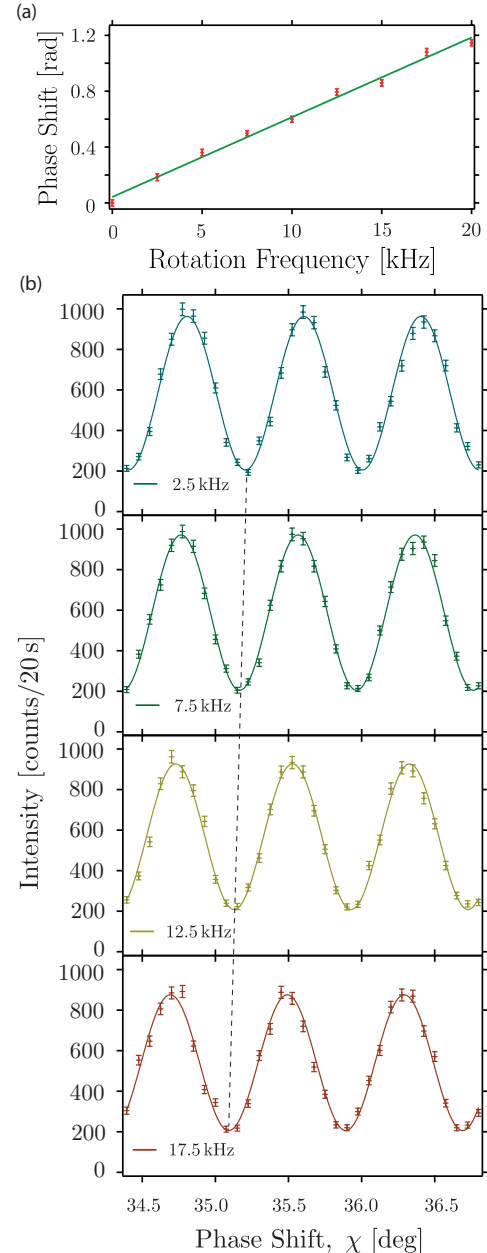 (a)
Phase Shift [rad]
1.2
0.8
0.4
0
0 5 10 15 20
Rotation Frequency [kHz]
(b)
Intensity [counts/20 s]
1000
800
600
400
200
0
2.5 kHz
1000
800
600
400
200
0
7.5 kHz
1000
800
600
400
200
0
12.5 kHz
1000
800
600
400
200
0
17.5 kHz
34.5 35.0 35.5 36.0 36.5
Phase Shift, χ [deg]